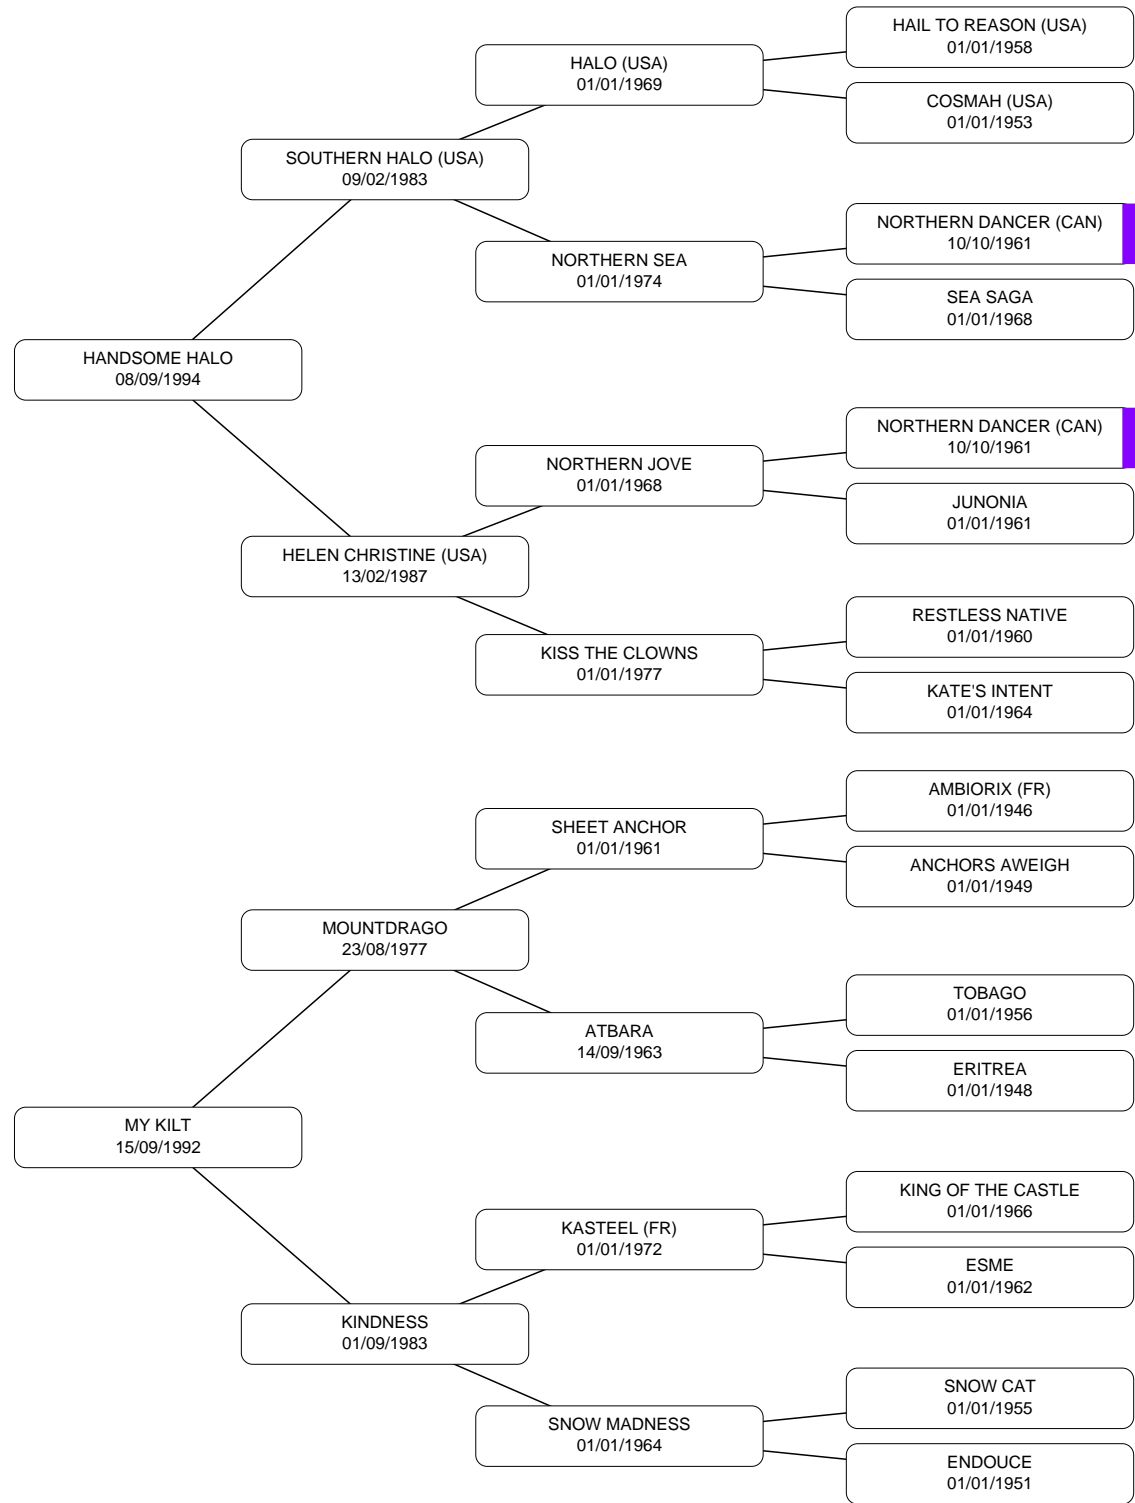 HAIL TO REASON (USA)
01/01/1958
HALO (USA)
01/01/1969
COSMAH (USA)
01/01/1953
SOUTHERN HALO (USA)
09/02/1983
NORTHERN DANCER (CAN)
10/10/1961
NORTHERN SEA
01/01/1974
SEA SAGA
01/01/1968
HANDSOME HALO
08/09/1994
NORTHERN DANCER (CAN)
10/10/1961
NORTHERN JOVE
01/01/1968
JUNONIA
01/01/1961
HELEN CHRISTINE (USA)
13/02/1987
RESTLESS NATIVE
01/01/1960
KISS THE CLOWNS
01/01/1977
KATE'S INTENT
01/01/1964
AMBIORIX (FR)
01/01/1946
SHEET ANCHOR
01/01/1961
ANCHORS AWEIGH
01/01/1949
MOUNTDRAGO
23/08/1977
TOBAGO
01/01/1956
ATBARA
14/09/1963
ERITREA
01/01/1948
MY KILT
15/09/1992
KING OF THE CASTLE
01/01/1966
KASTEEL (FR)
01/01/1972
ESME
01/01/1962
KINDNESS
01/09/1983
SNOW CAT
01/01/1955
SNOW MADNESS
01/01/1964
ENDOUCE
01/01/1951